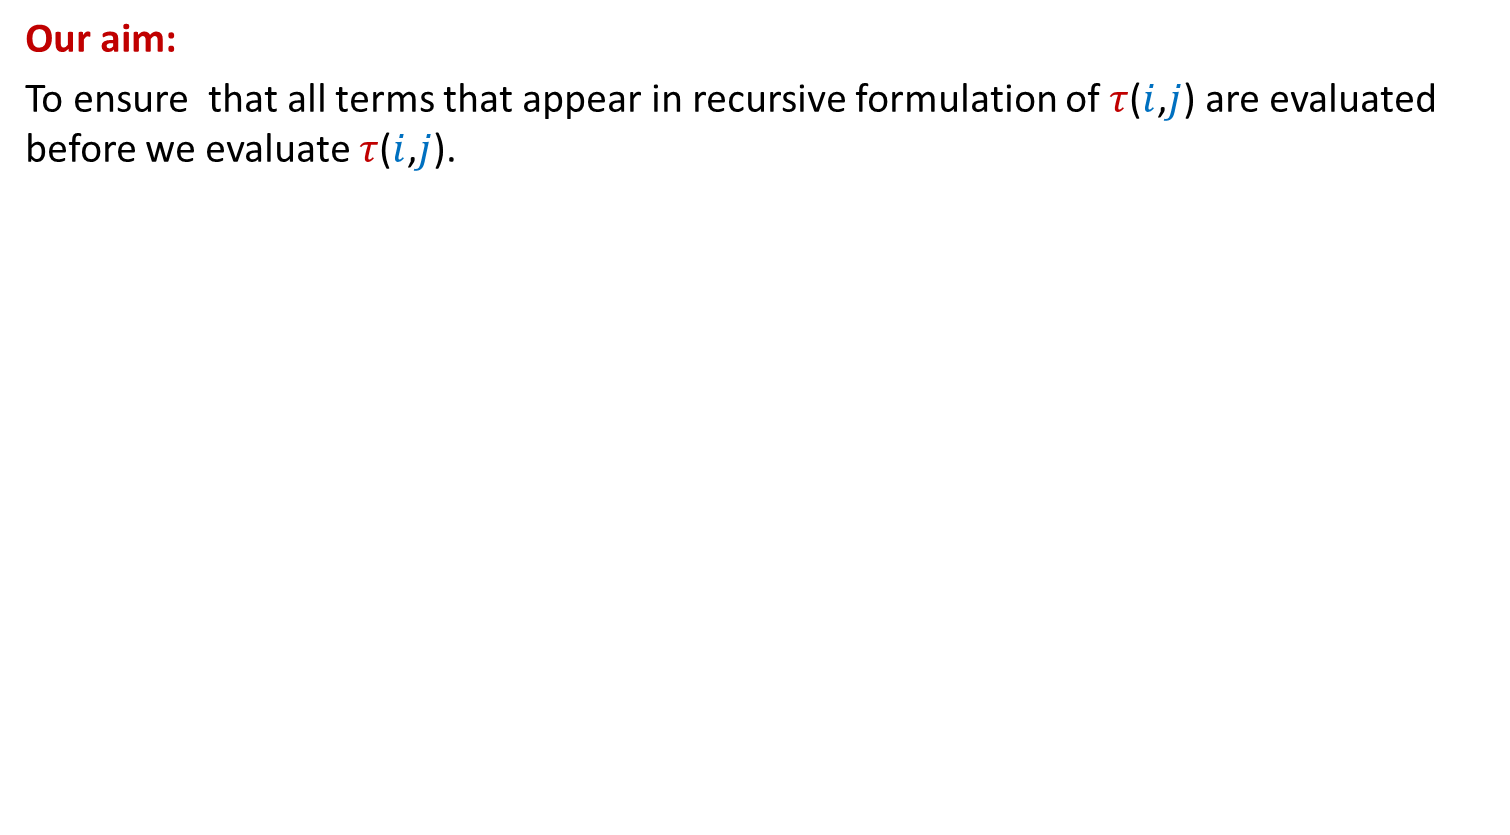 Our aim:
To ensure  that all terms that appear in recursive formulation of τ(i,j) are evaluated
before we evaluate τ(i,j).